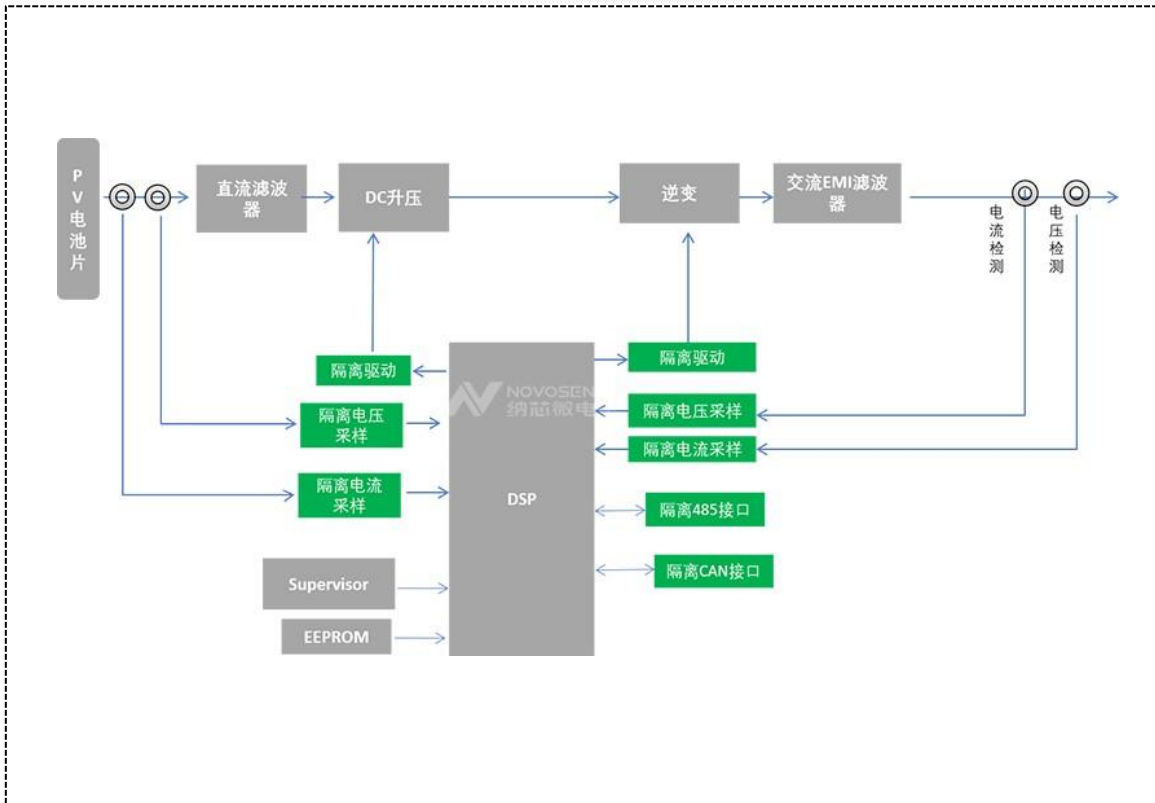 PV电池片
直流滤波
器
DC升压
逆变
交流EMI滤波
器
电流检测
电压检测
隔离驱动
隔离驱动
NOVOSEN
纳芯微电
隔离电压
采样
隔离电压采样
隔离电流采样
隔离电流
采样
DSP
隔离485接口
隔离CAN接口
Supervisor
EEPROM